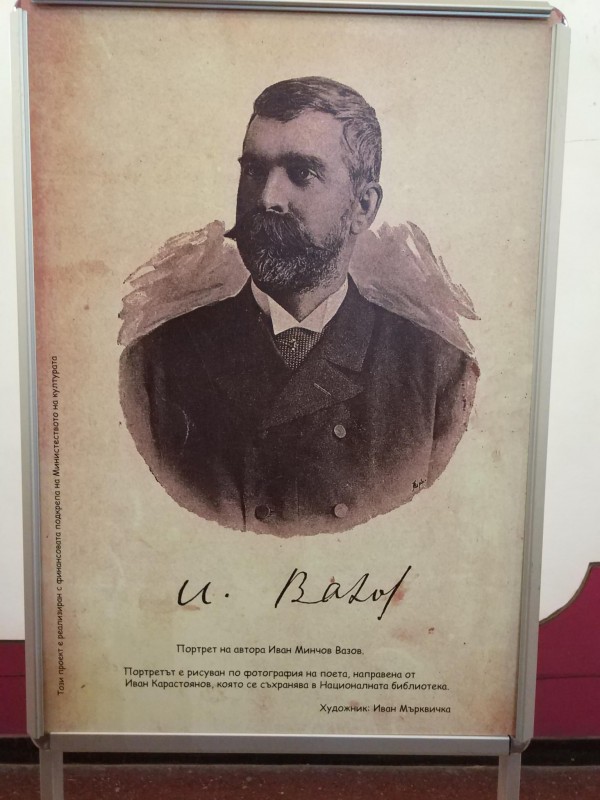 И. Вазов
Портрет на автора Иван Минчов Вазов.
Портретът е рисуван по фотография на поета, направена от
Иван Карастоянов, която се съхранява в Националната библиотека.
Художник: Иван Мърквичка
Този проект е реализиран с финансовата подкрепа на Министеството на културата